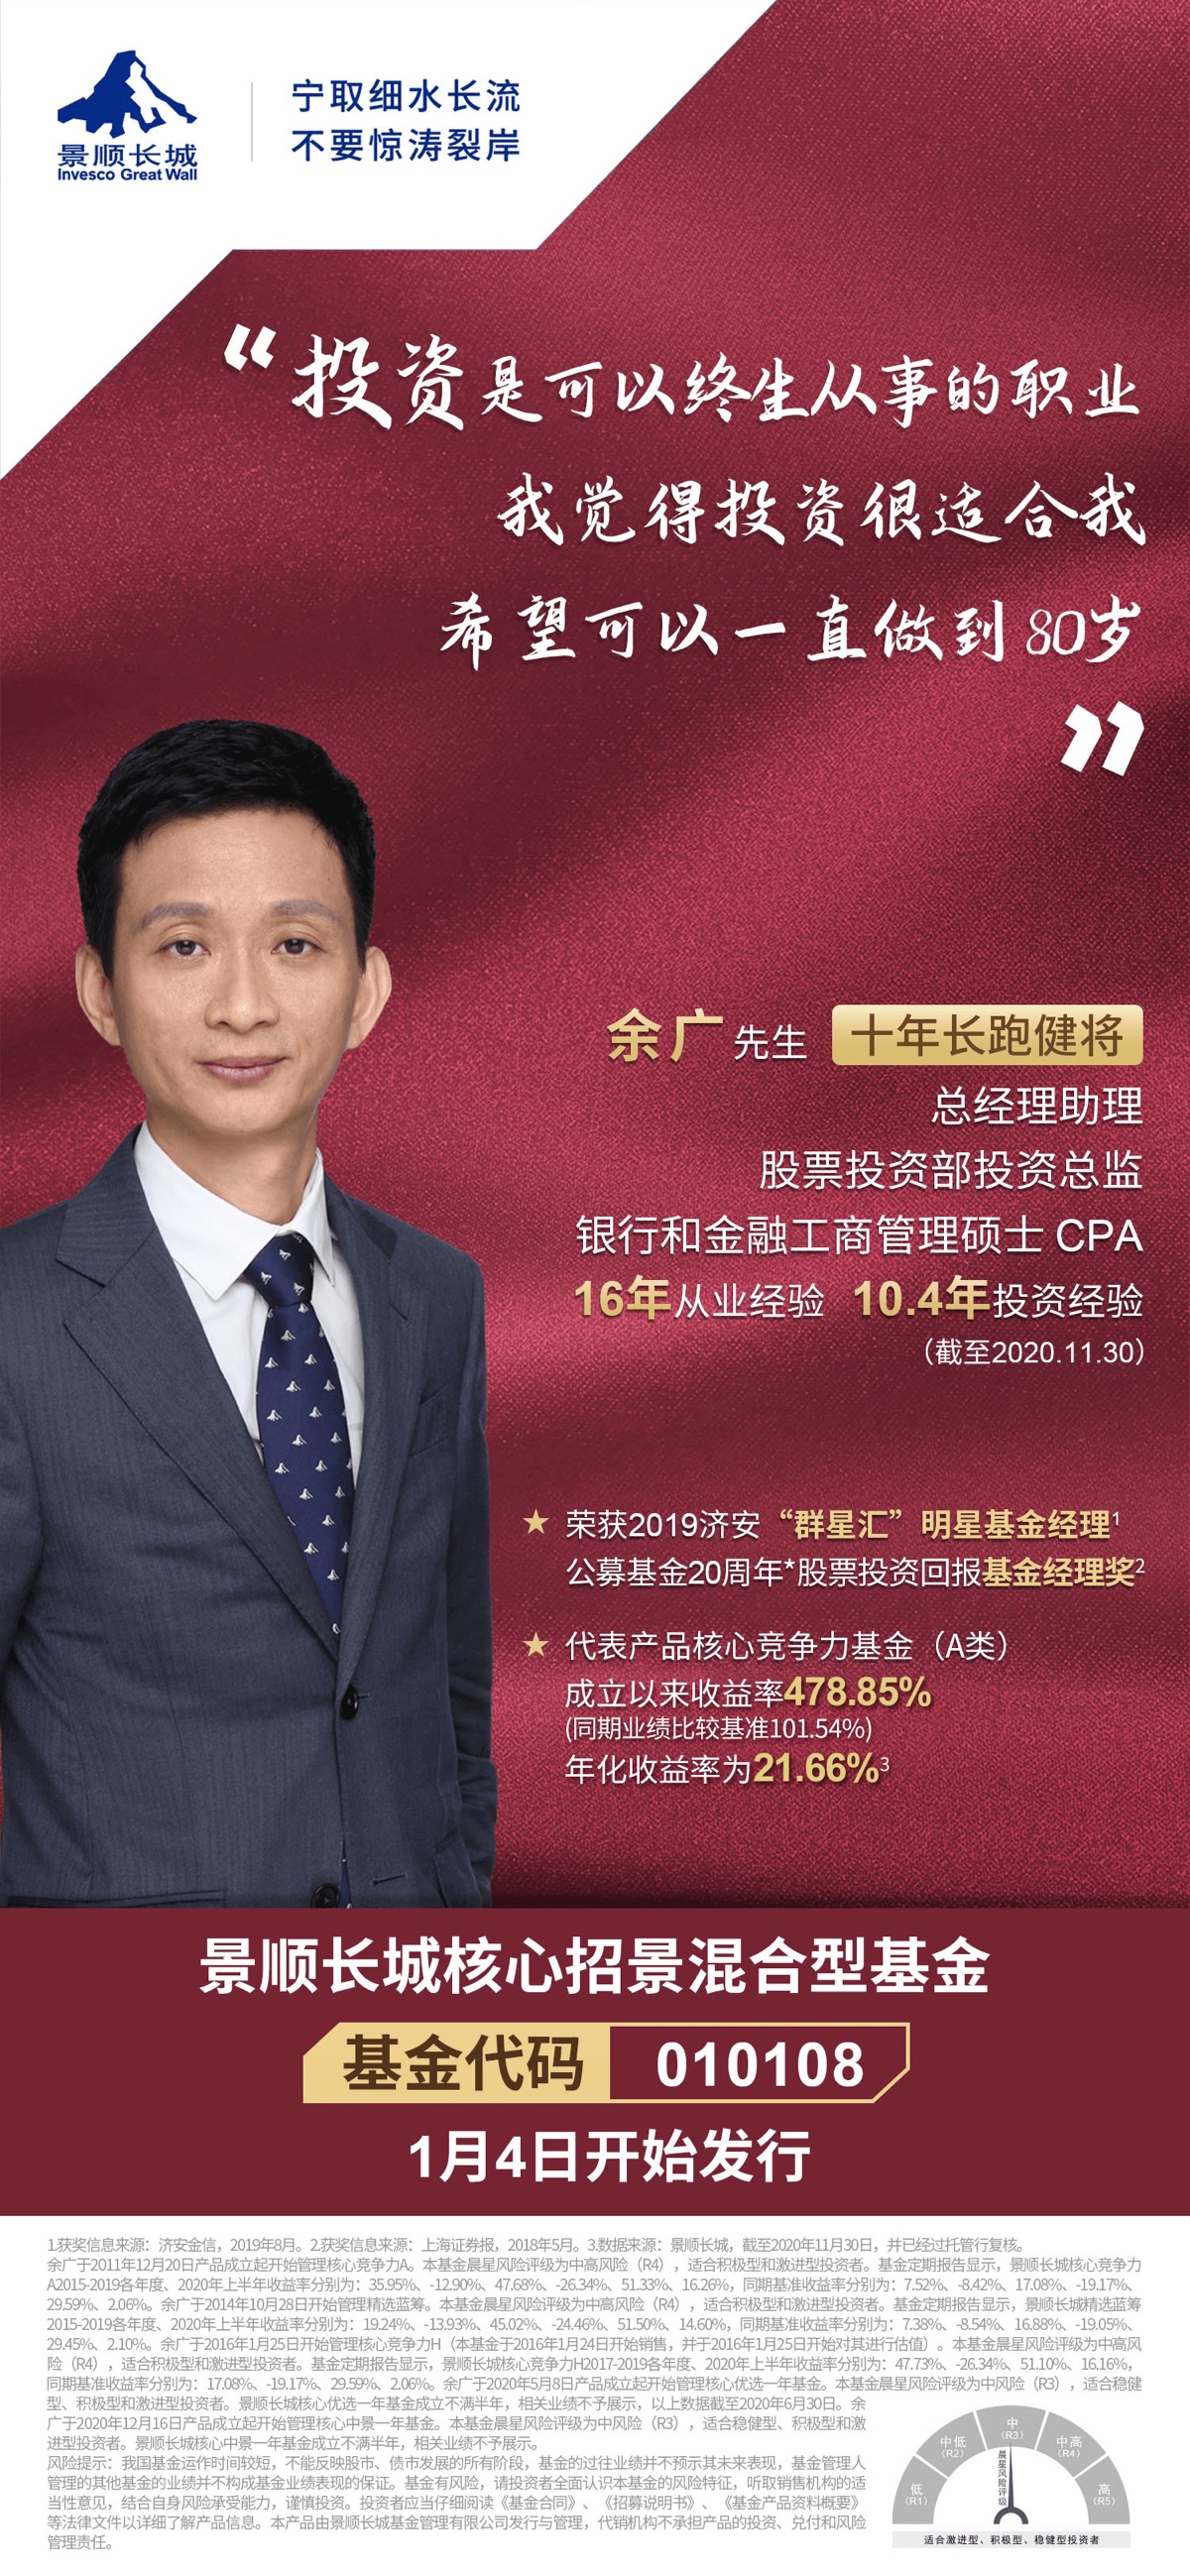 景顺长城
Invesco Great Wall
宁取细水长流
不要惊涛裂岸
“投资是可以终生从事的职业
我觉得投资很适合我
希望可以一直做到80岁
”
余广先生 十年长跑健将
总经理助理
股票投资部投资总监
银行和金融工商管理硕士 CPA
16年从业经验 10.4年投资经验
（截至2020.11.30）
★ 荣获2019济安“群星汇”明星基金经理1
公募基金20周年*股票投资回报基金经理奖2
★ 代表产品核心竞争力基金（A类）
成立以来收益率478.85%
(同期业绩比较基准101.54%)
年化收益率为21.66%3
景顺长城核心招景混合型基金
基金代码 010108
1月4日开始发行
1.获奖信息来源：济安金信，2019年8月。2.获奖信息来源：上海证券报，2018年5月。3.数据来源：景顺长城，截至2020年11月30日，并已经过托管行复核。
余广于2011年12月20日产品成立起开始管理核心竞争力A。本基金晨星风险评级为中高风险（R4），适合积极型和激进型投资者。基金定期报告显示，景顺长城核心竞争力
A2015-2019各年度、2020年上半年收益率分别为：35.95%、-12.90%、47.68%、-26.34%、51.33%、16.26%，同期基准收益率分别为：7.52%、-8.42%、17.08%、-19.17%、
29.59%、2.06%。余广于2014年10月28日开始管理精选蓝筹。本基金晨星风险评级为中高风险（R4），适合积极型和激进型投资者。基金定期报告显示，景顺长城精选蓝筹
2015-2019各年度、2020年上半年收益率分别为：19.24%、-13.93%、45.02%、-24.46%、51.50%、14.60%，同期基准收益率分别为：7.38%、-8.54%、16.88%、-19.05%、
29.45%、2.10%。余广于2016年1月25日开始管理核心竞争力H（本基金于2016年1月24日开始销售，并于2016年1月25日开始对其进行估值）。本基金晨星风险评级为中高风
险（R4），适合积极型和激进型投资者。基金定期报告显示，景顺长城核心竞争力H2017-2019各年度、2020年上半年收益率分别为：47.73%、-26.34%、51.10%、16.16%，
同期基准收益率分别为：17.08%、-19.17%、29.59%、2.06%。余广于2020年5月8日产品成立起开始管理核心优选一年基金。本基金晨星风险评级为中风险（R3），适合稳健
型、积极型和激进型投资者。景顺长城核心优选一年基金成立不满半年，相关业绩不予展示，以上数据截至2020年6月30日。余
广于2020年12月16日产品成立起开始管理核心中景一年基金。本基金晨星风险评级为中风险（R3），适合稳健型、积极型和激
进型投资者。景顺长城核心中景一年基金成立不满半年，相关业绩不予展示。
风险提示：我国基金运作时间较短，不能反映股市、债市发展的所有阶段，基金的过往业绩并不预示其未来表现，基金管理人
管理的其他基金的业绩并不构成基金业绩表现的保证。基金有风险，请投资者全面认识本基金的风险特征，听取销售机构的适
当性意见，结合自身风险承受能力，谨慎投资。投资者应当仔细阅读《基金合同》、《招募说明书》、《基金产品资料概要》
等法律文件以详细了解产品信息。本产品由景顺长城基金管理有限公司发行与管理，代销机构不承担产品的投资、兑付和风险
管理责任。
低
（R1）
中低
（R2）
中
（R3）
中高
（R4）
高
（R5）
晨星风险评级
适合激进型、积极型、稳健型投资者